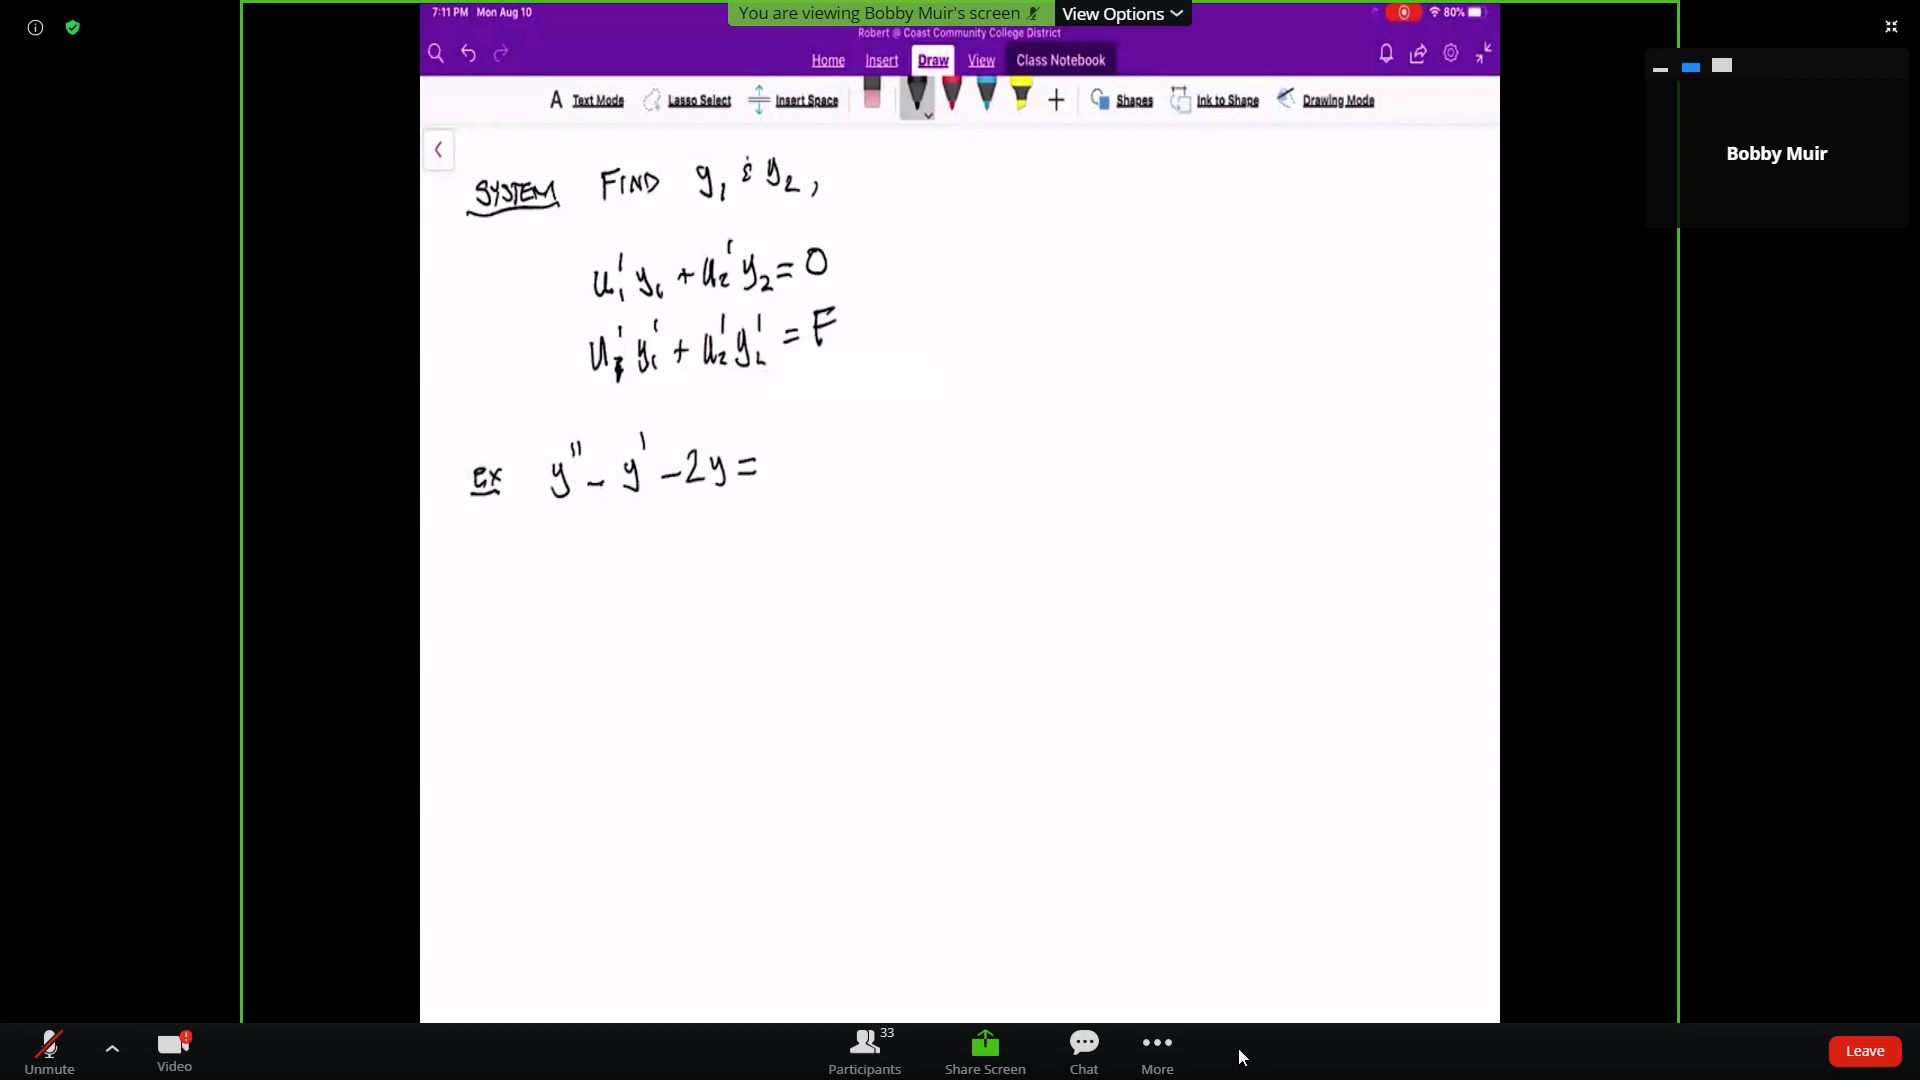 7:11 PM Mon Aug 10
You are viewing Bobby Muir's screen
View Options
80%
Robert @ Coast Community College District
Home Insert Draw View Class Notebook
A Text Mode Lasso Select Insert Space + Shapes Ink to Shape Drawing Mode
Bobby Muir
SYSTEM FIND y₁ & y₂,
u₁' y₁ + u₂' y₂ = 0
u₁' y₁' + u₂' y₂' = F
ex y'' - y' - 2y =
Unmute
Video
33
Participants
Share Screen
Chat
More
Leave